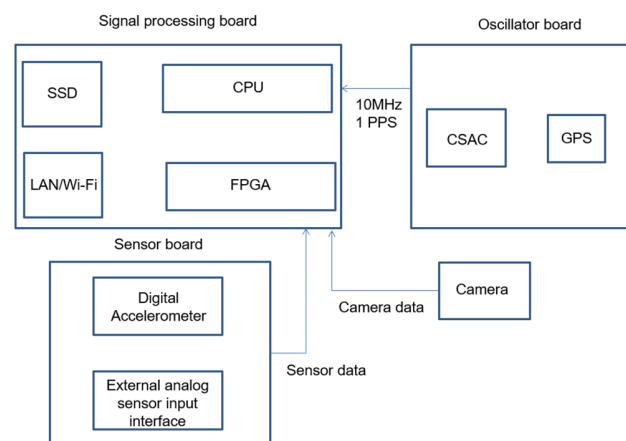 Signal processing board
Oscillator board
SSD
CPU
10MHz
1 PPS
CSAC
GPS
LAN/Wi-Fi
FPGA
Sensor board
Digital
Accelerometer
Camera
Camera data
Sensor data
External analog
sensor input
interface